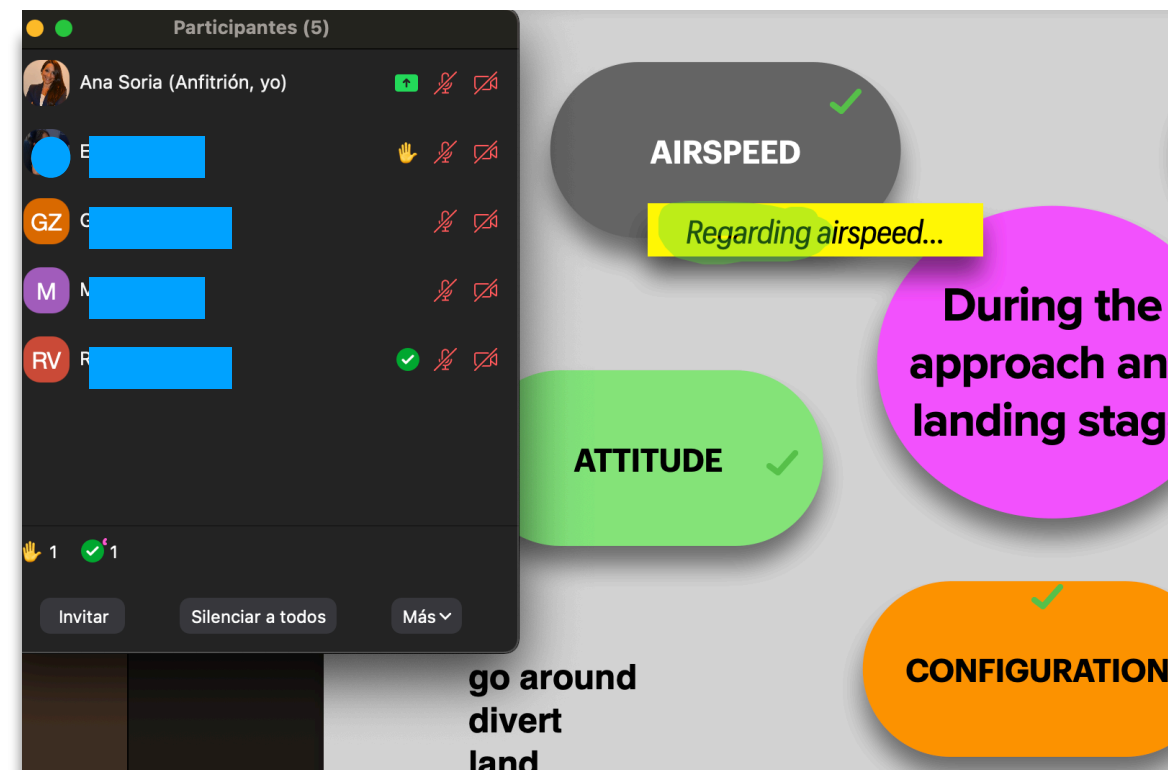 Participantes (5)
Ana Soria (Anfitrión, yo)
E
GZ G
M M
RV R
1 1
Invitar Silenciar a todos Más
AIRSPEED
Regarding airspeed...
During the
approach an
landing stag
ATTITUDE
CONFIGURATION
go around
divert
land